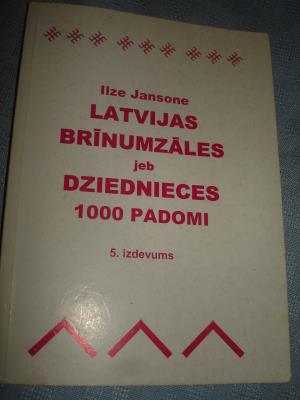 Ilze Jansone
LATVIJAS
BRĪNUMZĀLES
jeb
DZIEDNIECES
1000 PADOMI
5. izdevums